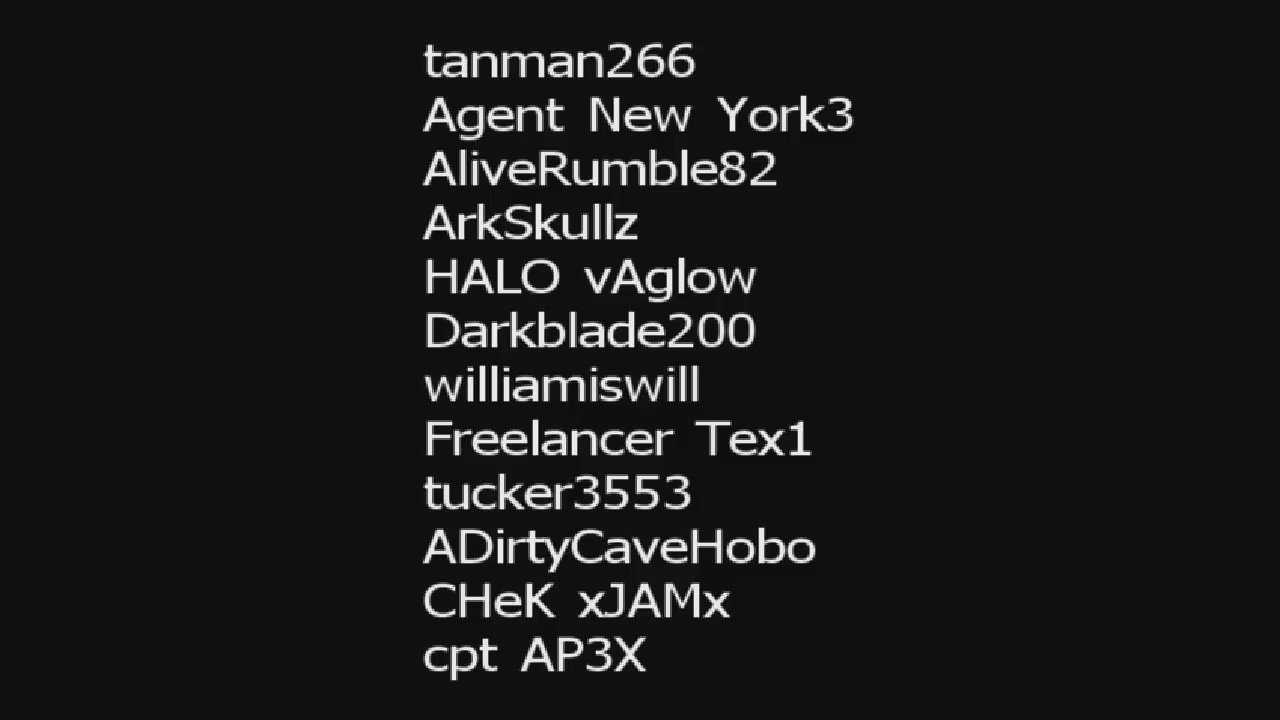 tanman266
Agent New York3
AliveRumble82
ArkSkullz
HALO vAglow
Darkblade200
williamiswill
Freelancer Tex1
tucker3553
ADirtyCaveHobo
CHeK xJAMx
cpt AP3X